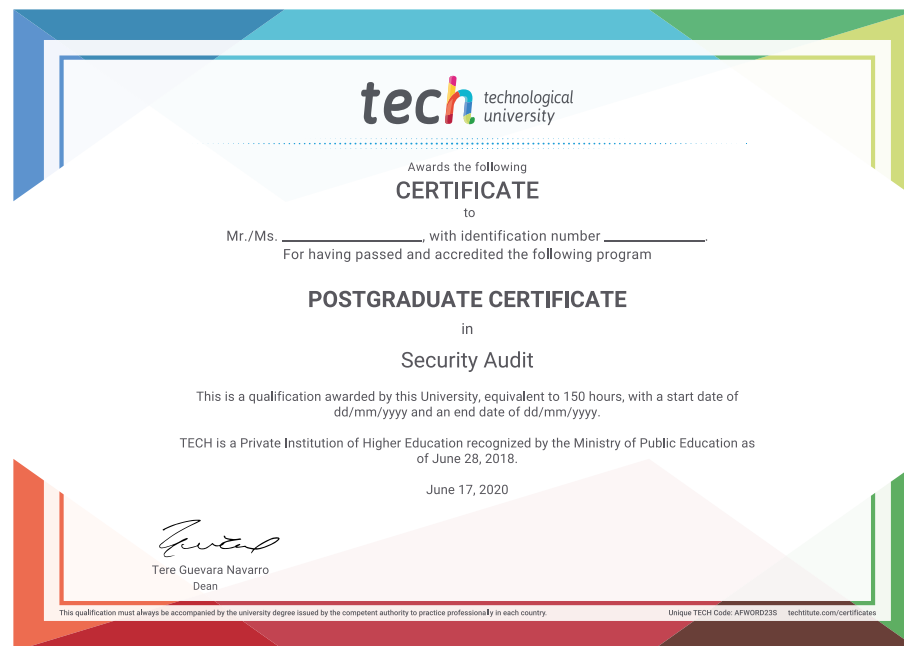 tech technological
university
Awards the following
CERTIFICATE
to
Mr./Ms. ____________, with identification number ____________.
For having passed and accredited the following program
POSTGRADUATE CERTIFICATE
in
Security Audit
This is a qualification awarded by this University, equivalent to 150 hours, with a start date of
dd/mm/yyyy and an end date of dd/mm/yyyy.
TECH is a Private Institution of Higher Education recognized by the Ministry of Public Education as
of June 28, 2018.
June 17, 2020
Tere Guevara Navarro
Dean
This qualification must always be accompanied by the university degree issued by the competent authority to practice professionally in each country. Unique TECH Code: AFWORD23S techtitute.com/certificates